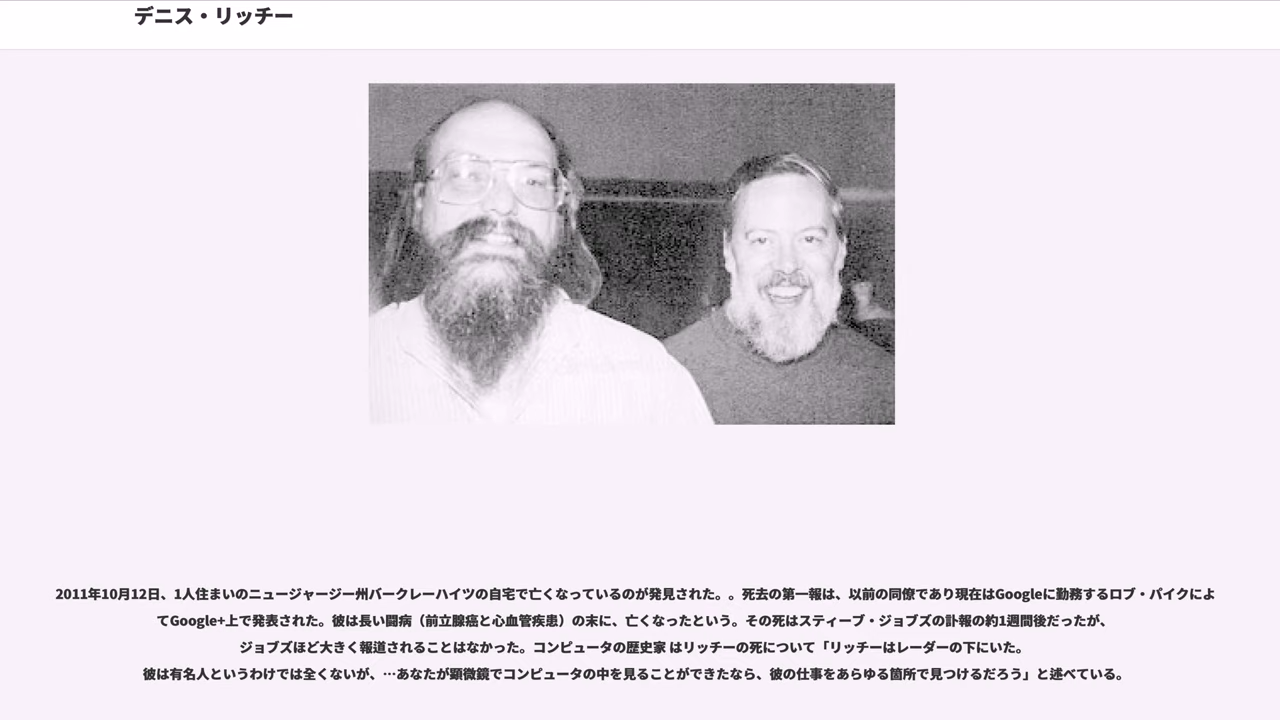 デニス・リッチー
2011年10月12日、1人住まいのニュージャージー州バークレーハイツの自宅で亡くなっているのが発見された。。死去の第一報は、以前の同僚であり現在はGoogleに勤務するロブ・パイクによ
てGoogle+上で発表された。彼は長い闘病（前立腺癌と心血管疾患）の末に、亡くなったという。その死はスティーブ・ジョブズの訃報の約1週間後だったが、
ジョブズほど大きく報道されることはなかった。コンピュータの歴史家 はリッチーの死について「リッチーはレーダーの下にいた。
彼は有名人というわけでは全くないが、…あなたが顕微鏡でコンピュータの中を見ることができたなら、彼の仕事をあらゆる箇所で見つけるだろう」と述べている。